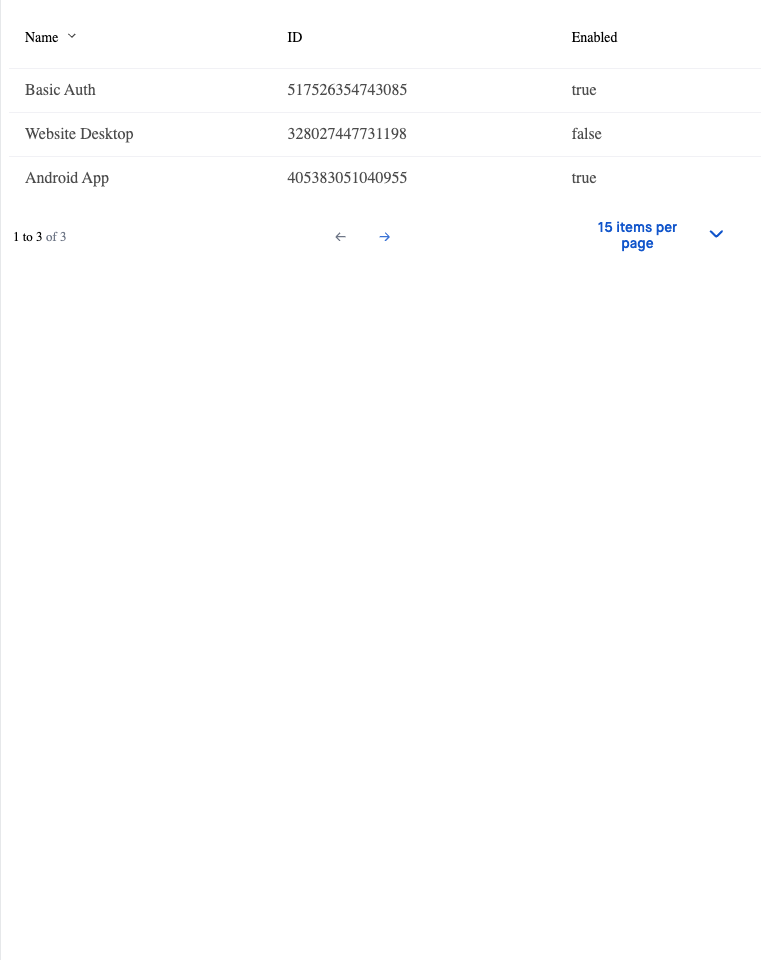 Name ID Enabled
Basic Auth 517526354743085 true
Website Desktop 328027447731198 false
Android App 405383051040955 true
1 to 3 of 3
15 items per
page